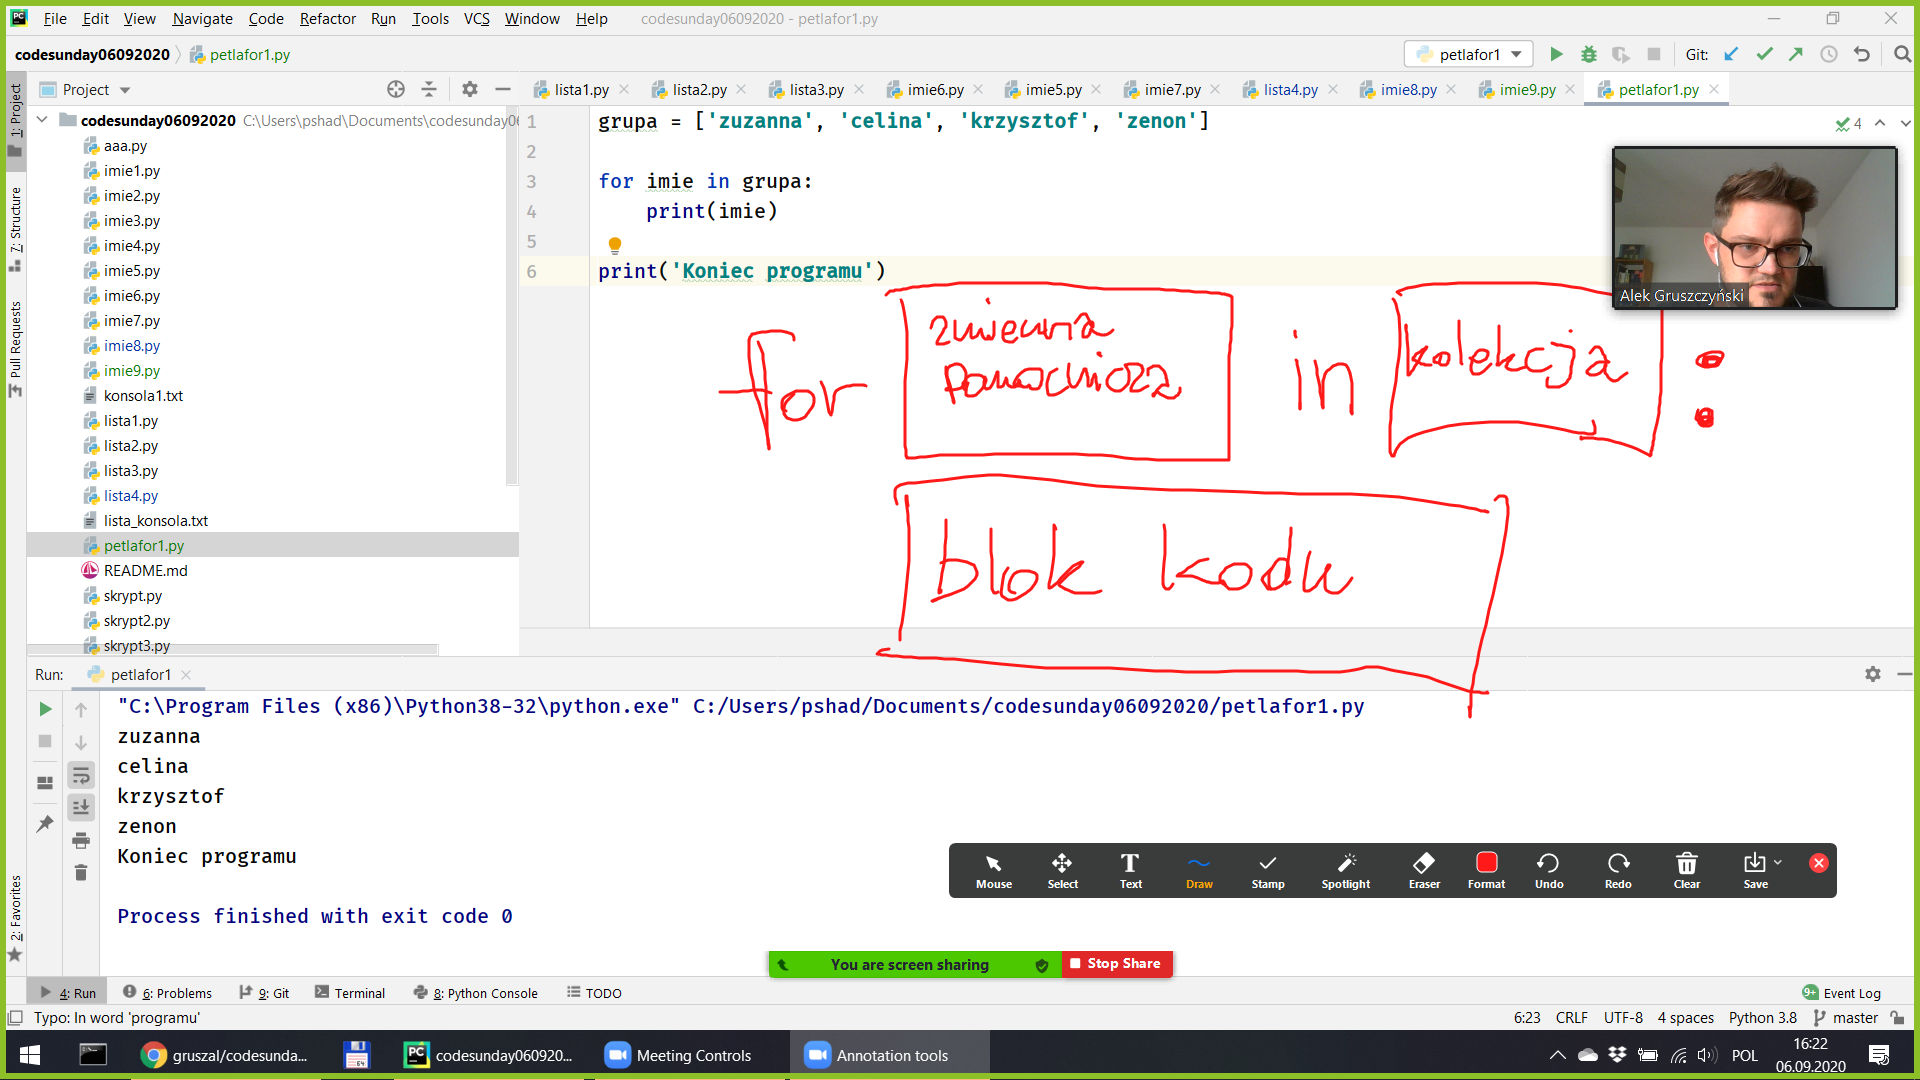 File Edit View Navigate Code Refactor Run Tools VCS Window Help codesunday06092020 - petlafor1.py
codesunday06092020 petlafor1.py petlafor1 Git:
Project lista1.py lista2.py lista3.py imie6.py imie5.py imie7.py lista4.py imie8.py imie9.py petlafor1.py
1: Project
7: Structure
Pull Requests
2: Favorites
codesunday06092020 C:\Users\pshad\Documents\codesunday06
aaa.py
imie1.py
imie2.py
imie3.py
imie4.py
imie5.py
imie6.py
imie7.py
imie8.py
imie9.py
konsola1.txt
lista1.py
lista2.py
lista3.py
lista4.py
lista_konsola.txt
petlafor1.py
README.md
skrypt.py
skrypt2.py
skrypt3.py
1 grupa = ['zuzanna', 'celina', 'krzysztof', 'zenon']
2
3 for imie in grupa:
4 print(imie)
5
6 print('Koniec programu')
4
Alek Gruszczyński
for zmienna pomocnicza in kolekcja :
blok kodu
Run: petlafor1
"C:\Program Files (x86)\Python38-32\python.exe" C:/Users/pshad/Documents/codesunday06092020/petlafor1.py
zuzanna
celina
krzysztof
zenon
Koniec programu
Process finished with exit code 0
Mouse Select Text Draw Stamp Spotlight Eraser Format Undo Redo Clear Save
You are screen sharing Stop Share
4: Run 6: Problems 9: Git Terminal 8: Python Console TODO 9+ Event Log
Typo: In word 'programu' 6:23 CRLF UTF-8 4 spaces Python 3.8 master
gruszal/codesunda... codesunday060920... Meeting Controls Annotation tools POL 16:22
06.09.2020